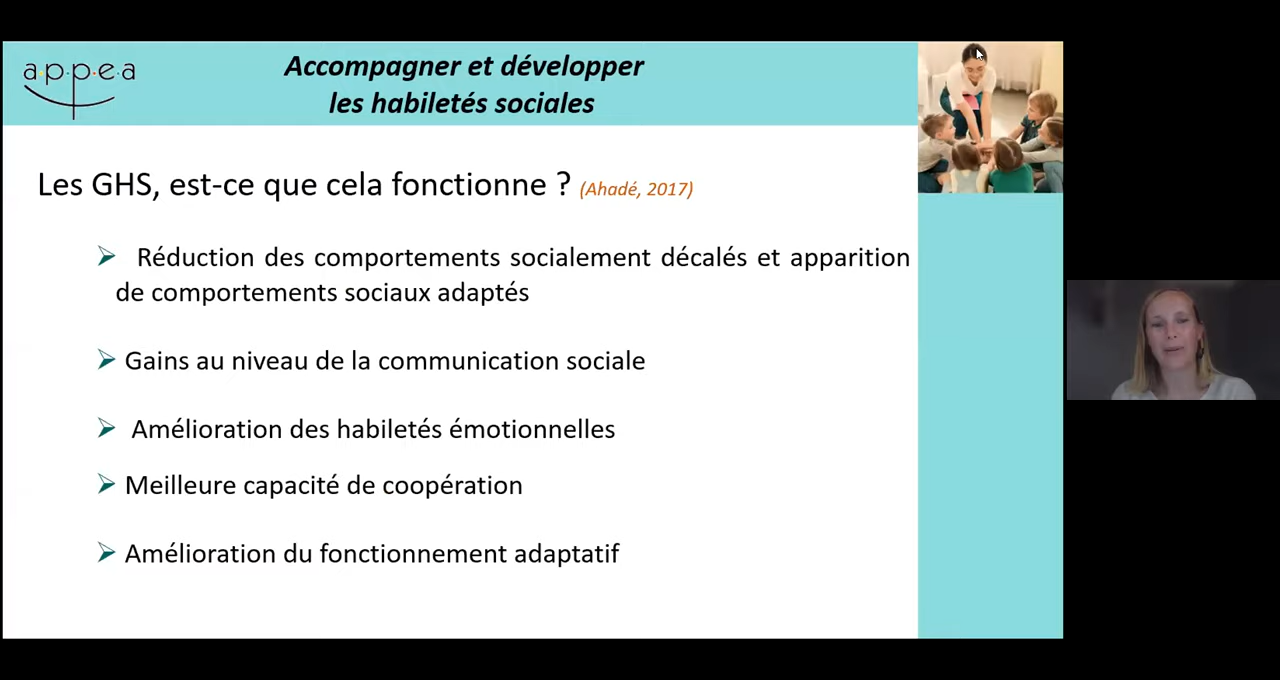 a.p.p.e.a
Accompagner et développer
les habiletés sociales
Les GHS, est-ce que cela fonctionne ? (Ahadé, 2017)
Réduction des comportements socialement décalés et apparition
de comportements sociaux adaptés
Gains au niveau de la communication sociale
Amélioration des habiletés émotionnelles
Meilleure capacité de coopération
Amélioration du fonctionnement adaptatif